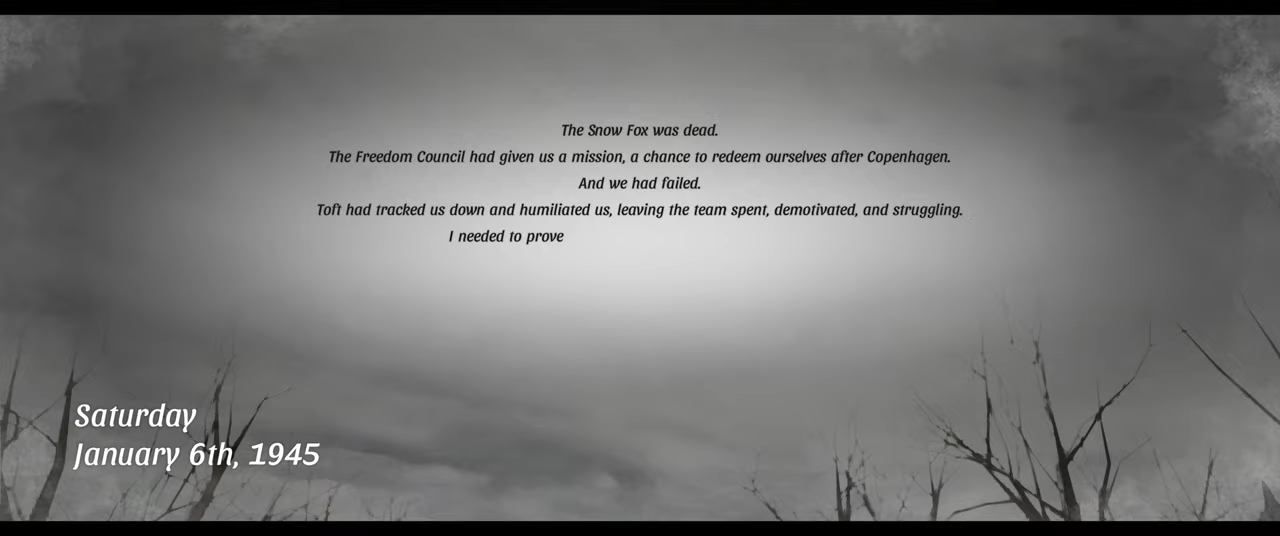 The Snow Fox was dead.
The Freedom Council had given us a mission, a chance to redeem ourselves after Copenhagen.
And we had failed.
Toft had tracked us down and humiliated us, leaving the team spent, demotivated, and struggling.
I needed to prove
Saturday
January 6th, 1945